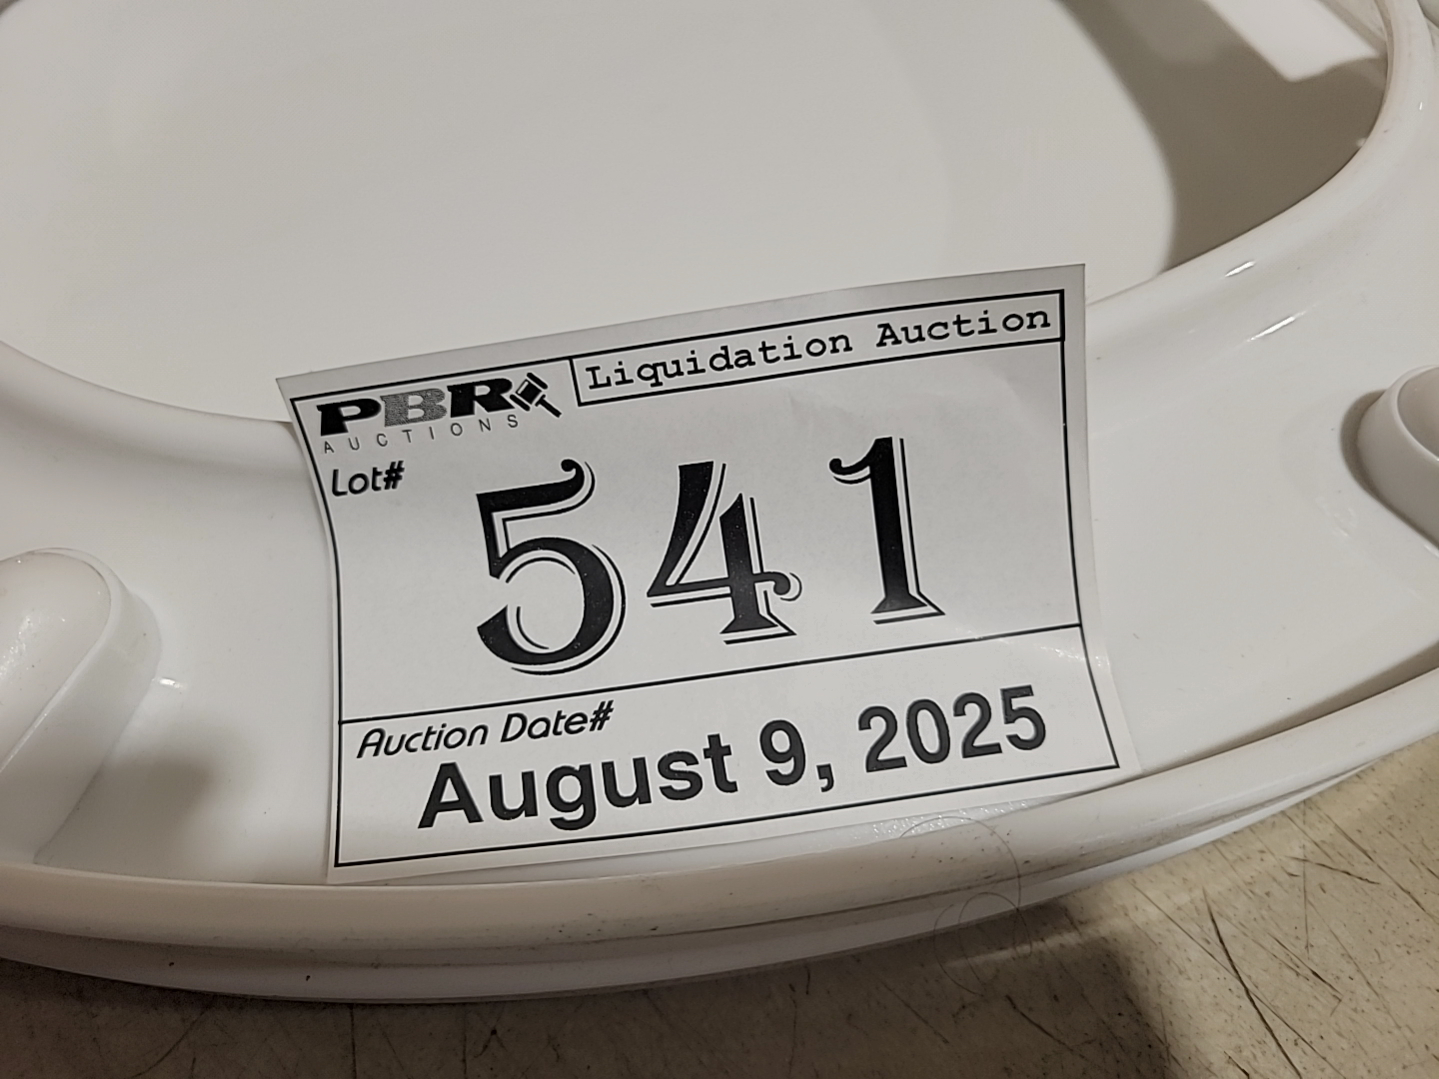 PBR
AUCTIONS
Liquidation Auction
Lot#
541
Auction Date#
August 9, 2025